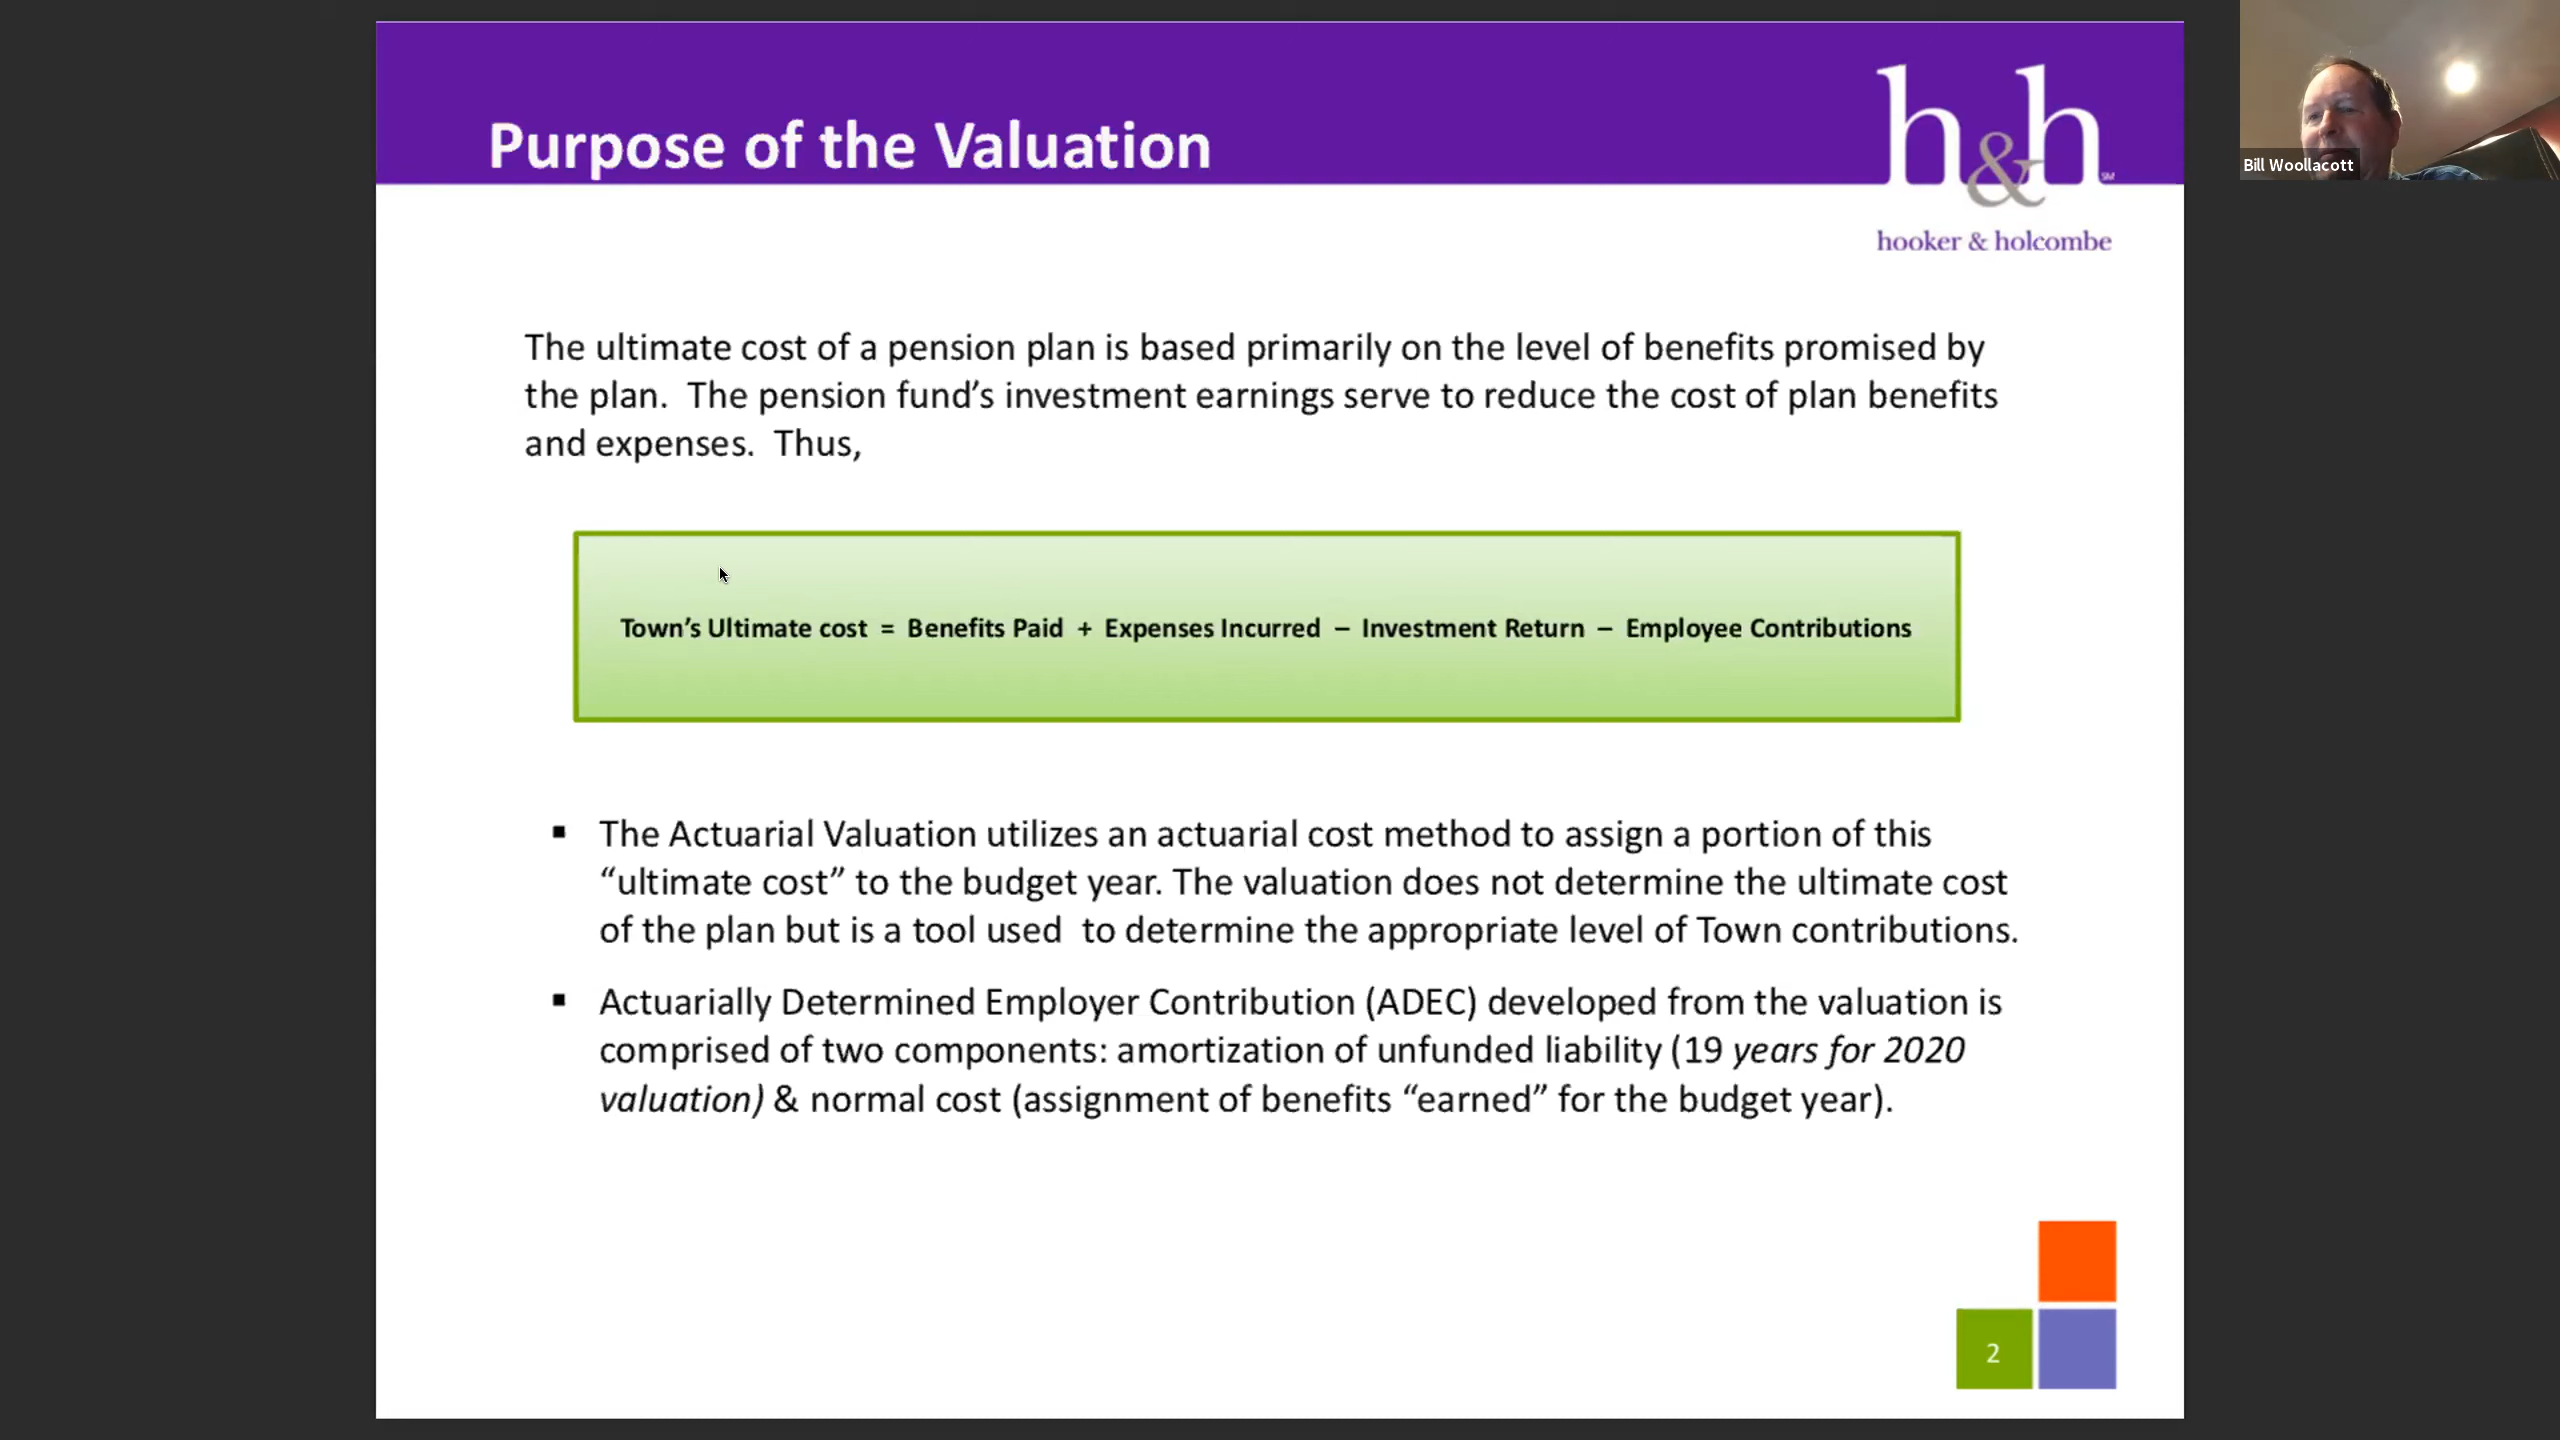 Purpose of the Valuation
h&h
SM
hooker & holcombe
Bill Woollacott
The ultimate cost of a pension plan is based primarily on the level of benefits promised by
the plan.  The pension fund’s investment earnings serve to reduce the cost of plan benefits
and expenses.  Thus,
Town’s Ultimate cost  =  Benefits Paid  +  Expenses Incurred  –  Investment Return  –  Employee Contributions
▪ The Actuarial Valuation utilizes an actuarial cost method to assign a portion of this
“ultimate cost” to the budget year. The valuation does not determine the ultimate cost
of the plan but is a tool used  to determine the appropriate level of Town contributions.
▪ Actuarially Determined Employer Contribution (ADEC) developed from the valuation is
comprised of two components: amortization of unfunded liability (19 years for 2020
valuation) & normal cost (assignment of benefits “earned” for the budget year).
2